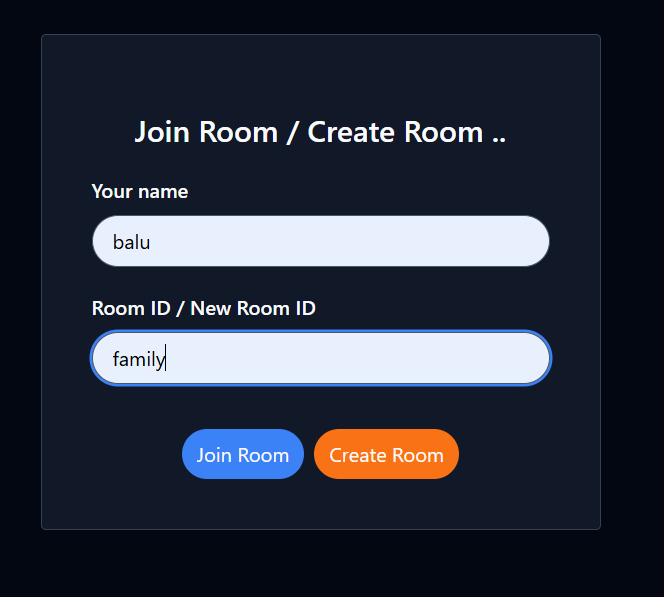 Join Room / Create Room ..
Your name
balu
Room ID / New Room ID
family
Join Room Create Room